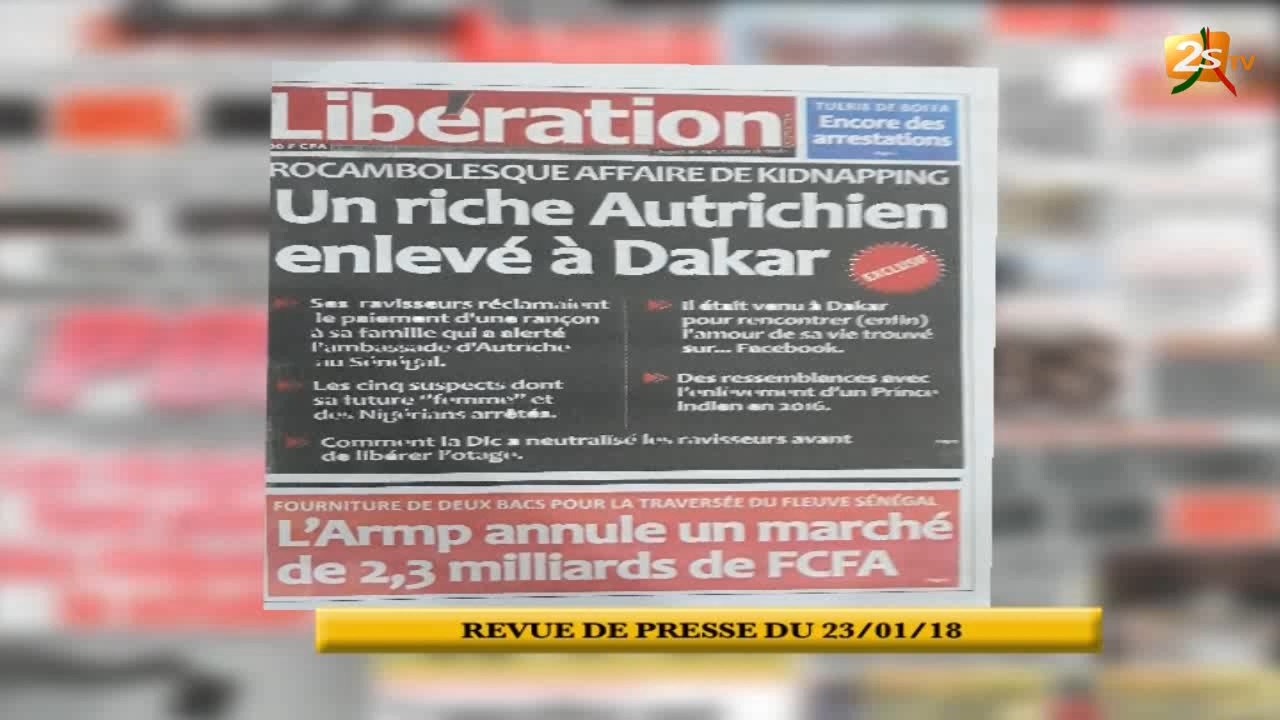 2S TV
Libération
TUERIE DE BOFFA
Encore des
arrestations
F CFA
ROCAMBOLESQUE AFFAIRE DE KIDNAPPING
Un riche Autrichien
enlevé à Dakar
EXCLUSIF
Ses ravisseurs réclamaient
le paiement d'une rançon
à sa famille qui a alerté
l'ambassade d'Autriche
au Sénégal.
Les cinq suspects dont
sa future "femme" et
des Nigérians arrêtés.
Il était venu à Dakar
pour rencontrer (enfin)
l'amour de sa vie trouvé
sur... Facebook.
Des ressemblances avec
l'enlèvement d'un Prince
Indien en 2016.
Comment la Dic a neutralisé les ravisseurs avant
de libérer l'otage.
FOURNITURE DE DEUX BACS POUR LA TRAVERSÉE DU FLEUVE SÉNÉGAL
L'Armp annule un marché
de 2,3 milliards de FCFA
REVUE DE PRESSE DU 23/01/18